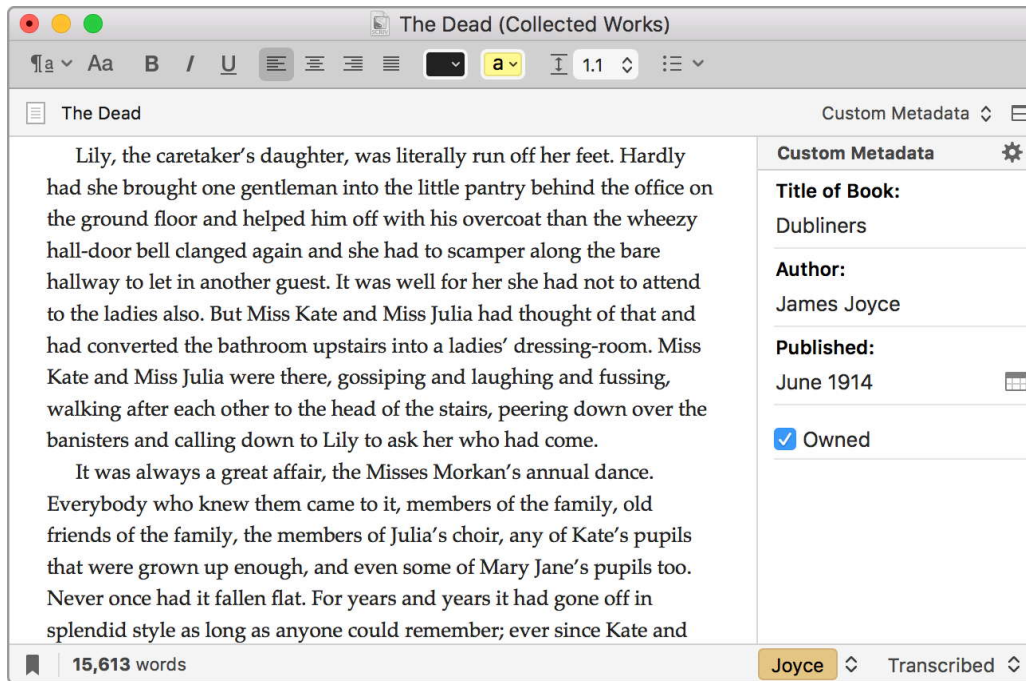 The Dead (Collected Works)
¶a Aa B I U a 1.1
The Dead
Custom Metadata
Lily, the caretaker’s daughter, was literally run off her feet. Hardly
had she brought one gentleman into the little pantry behind the office on
the ground floor and helped him off with his overcoat than the wheezy
hall-door bell clanged again and she had to scamper along the bare
hallway to let in another guest. It was well for her she had not to attend
to the ladies also. But Miss Kate and Miss Julia had thought of that and
had converted the bathroom upstairs into a ladies’ dressing-room. Miss
Kate and Miss Julia were there, gossiping and laughing and fussing,
walking after each other to the head of the stairs, peering down over the
banisters and calling down to Lily to ask her who had come.
It was always a great affair, the Misses Morkan’s annual dance.
Everybody who knew them came to it, members of the family, old
friends of the family, the members of Julia’s choir, any of Kate’s pupils
that were grown up enough, and even some of Mary Jane’s pupils too.
Never once had it fallen flat. For years and years it had gone off in
splendid style as long as anyone could remember; ever since Kate and
Custom Metadata
Title of Book:
Dubliners
Author:
James Joyce
Published:
June 1914
Owned
15,613 words
Joyce
Transcribed